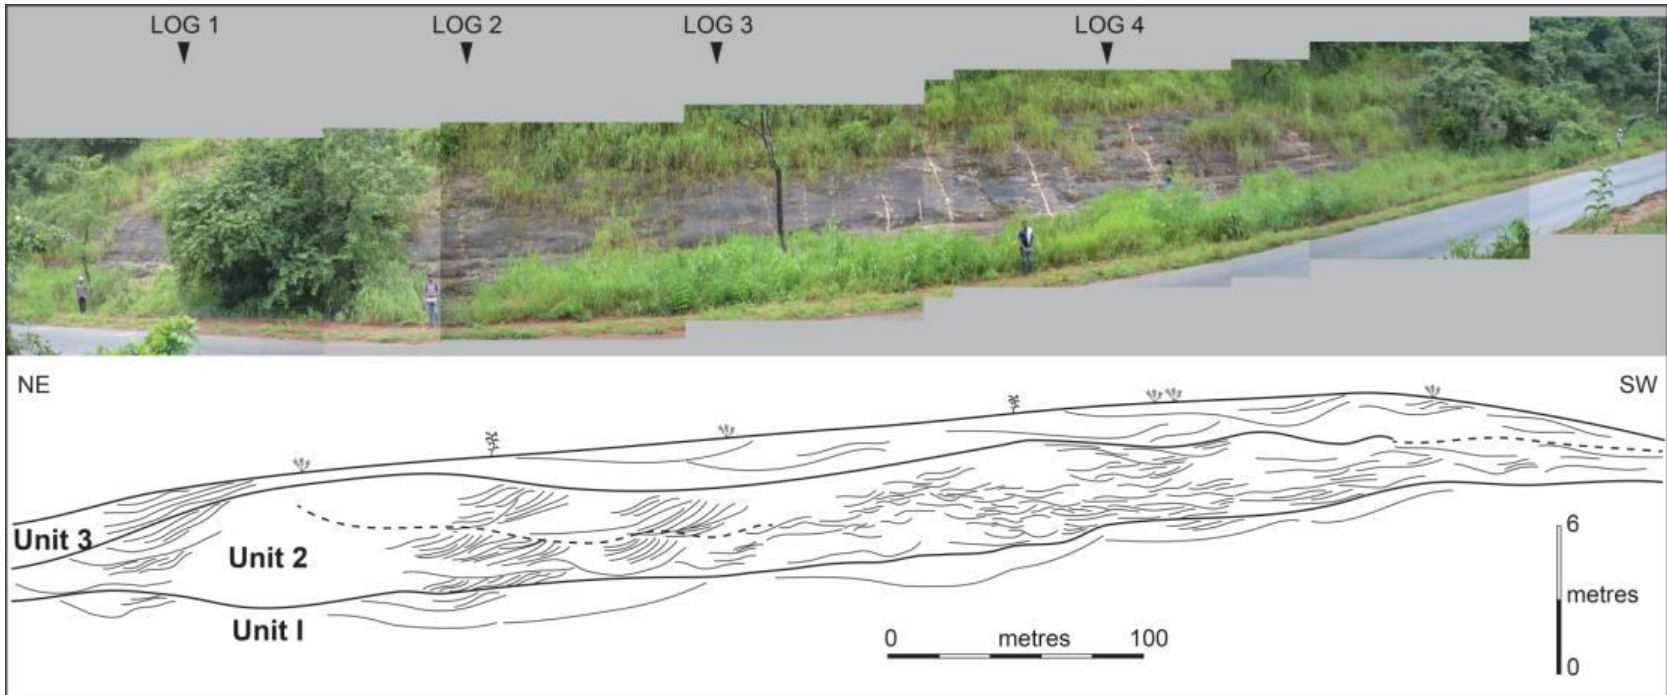 LOG 1 LOG 2 LOG 3 LOG 4
NE SW
Unit 3
Unit 2
Unit I
0 metres 100
6
metres
0